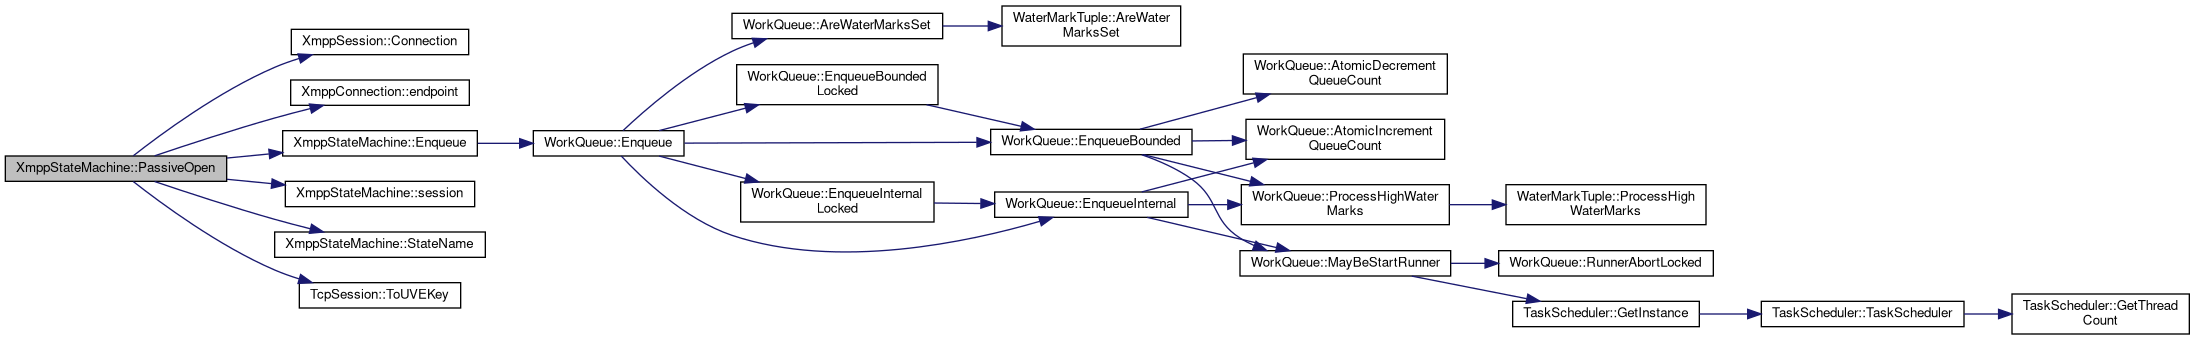 XmppStateMachine::PassiveOpen
XmppSession::Connection
XmppConnection::endpoint
XmppStateMachine::Enqueue
XmppStateMachine::session
XmppStateMachine::StateName
TcpSession::ToUVEKey
WorkQueue::Enqueue
WorkQueue::AreWaterMarksSet
WorkQueue::EnqueueBounded
Locked
WorkQueue::EnqueueInternal
Locked
WaterMarkTuple::AreWater
MarksSet
WorkQueue::EnqueueBounded
WorkQueue::EnqueueInternal
WorkQueue::AtomicDecrement
QueueCount
WorkQueue::AtomicIncrement
QueueCount
WorkQueue::ProcessHighWater
Marks
WorkQueue::MayBeStartRunner
WaterMarkTuple::ProcessHigh
WaterMarks
WorkQueue::RunnerAbortLocked
TaskScheduler::GetInstance
TaskScheduler::TaskScheduler
TaskScheduler::GetThread
Count